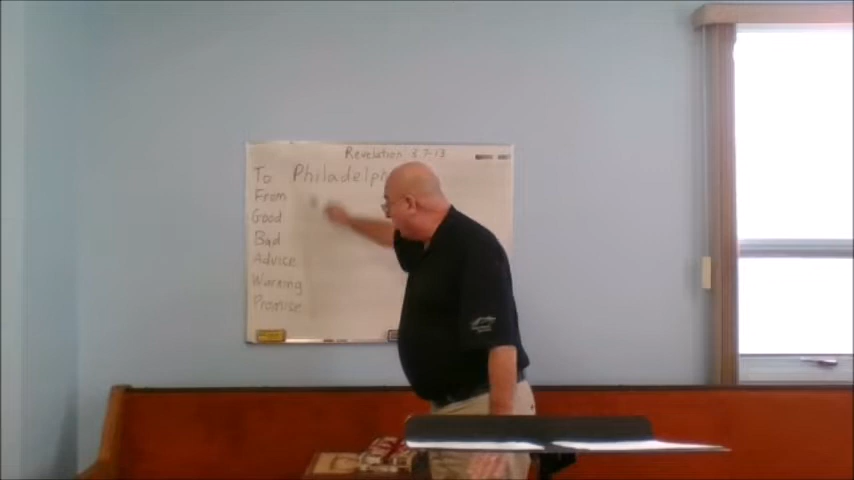 Revelation 3:7-13
To Philadelph
From
Good
Bad
Advice
Warning
Promise